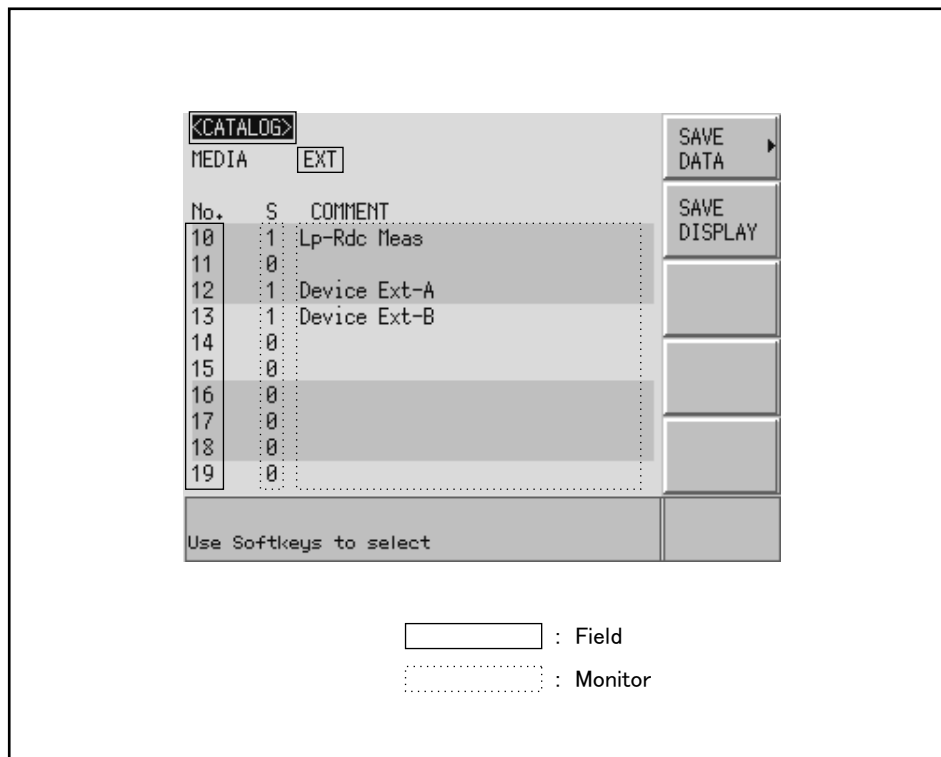 <CATALOG>
MEDIA EXT
No. S COMMENT
10 1 Lp-Rdc Meas
11 0
12 1 Device Ext-A
13 1 Device Ext-B
14 0
15 0
16 0
17 0
18 0
19 0
Use Softkeys to select
SAVE
DATA
SAVE
DISPLAY
: Field
: Monitor